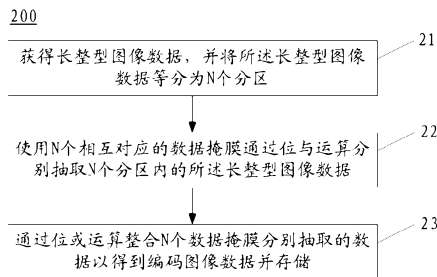 200
21
获得长整型图像数据，并将所述长整型图像
数据等分为N个分区
22
使用N个相互对应的数据掩膜通过位与运算分
别抽取N个分区内的所述长整型图像数据
23
通过位或运算整合N个数据掩膜分别抽取的数
据以得到编码图像数据并存储